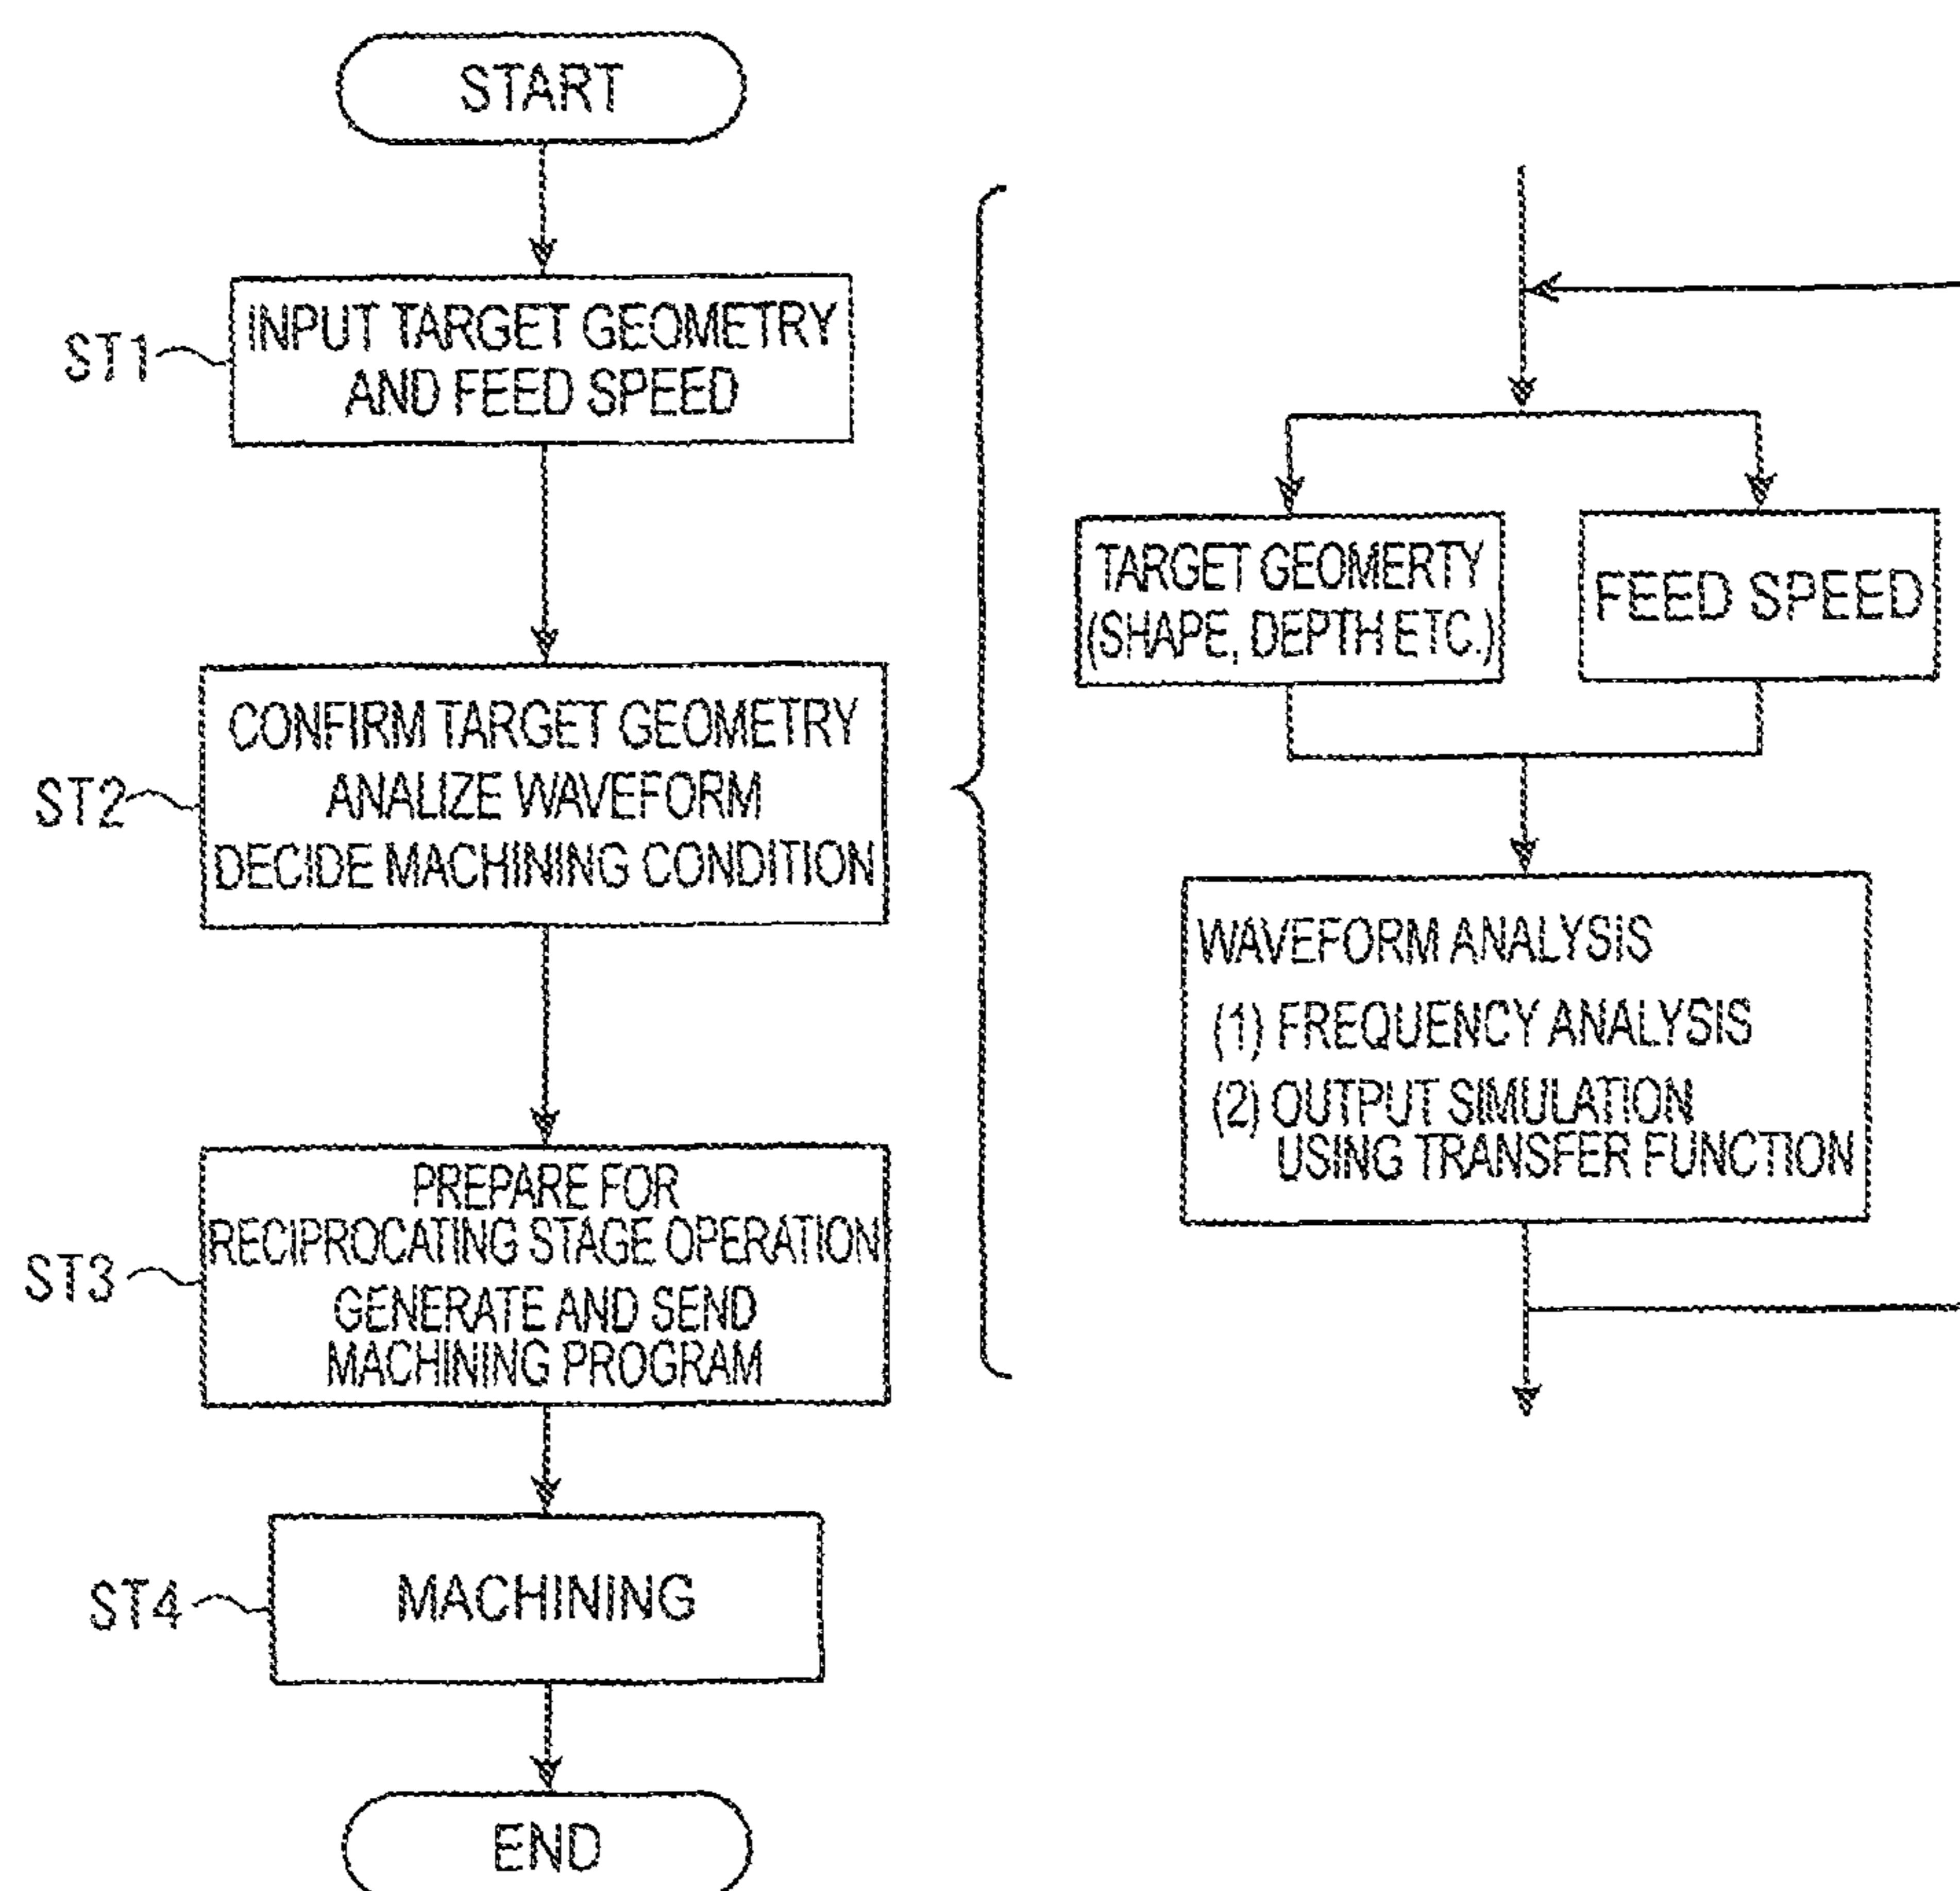 START
ST1
INPUT TARGET GEOMETRY
AND FEED SPEED
ST2
CONFIRM TARGET GEOMETRY
ANALIZE WAVEFORM
DECIDE MACHINING CONDITION
ST3
PREPARE FOR
RECIPROCATING STAGE OPERATION
GENERATE AND SEND
MACHINING PROGRAM
ST4
MACHINING
END
TARGET GEOMERTY
(SHAPE, DEPTH ETC.)
FEED SPEED
WAVEFORM ANALYSIS
(1) FREQUENCY ANALYSIS
(2) OUTPUT SIMULATION
USING TRANSFER FUNCTION